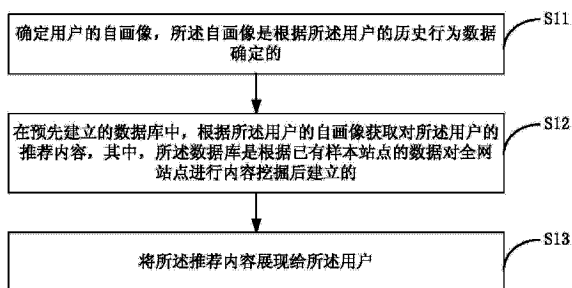 确定用户的自画像，所述自画像是根据所述用户的历史行为数据
确定的
S11
在预先建立的数据库中，根据所述用户的自画像获取对所述用户的
推荐内容，其中，所述数据库是根据已有样本站点的数据对全网
站点进行内容挖掘后建立的
S12
将所述推荐内容展现给所述用户
S13